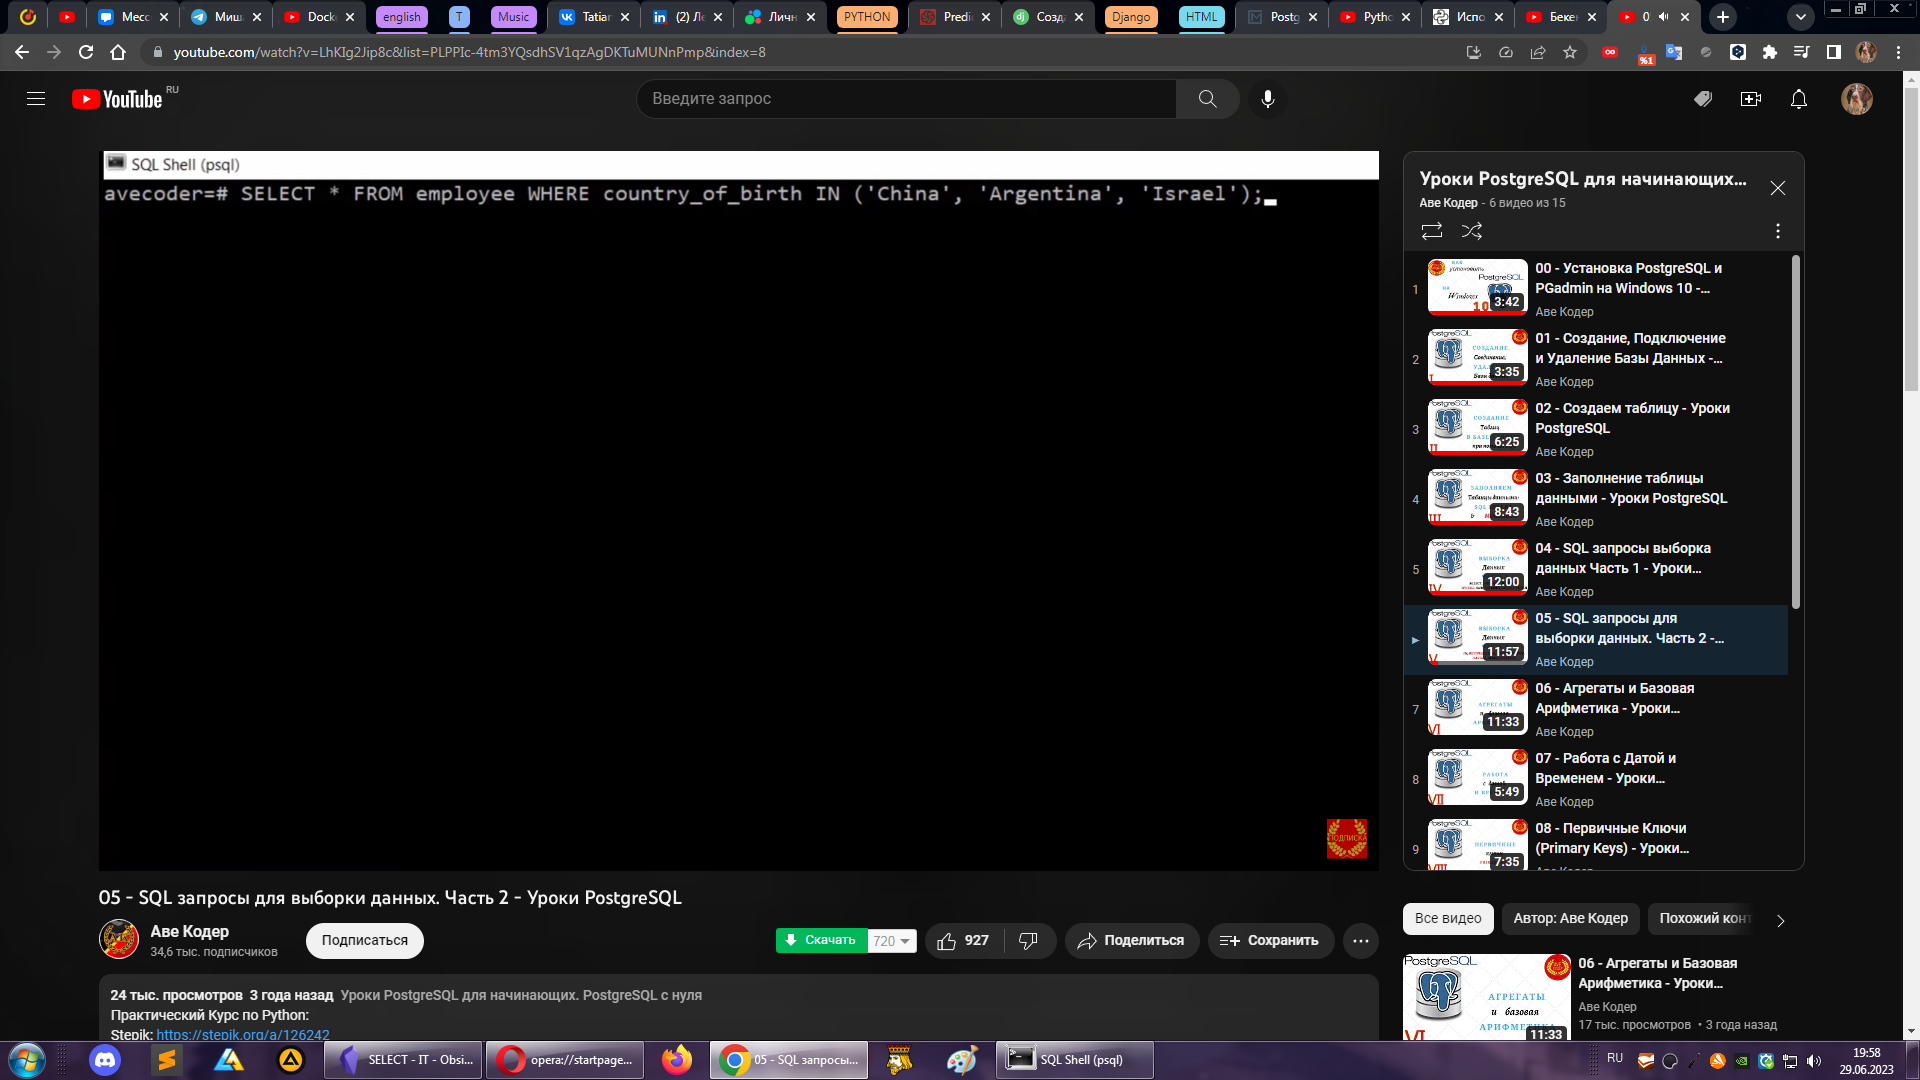 Месс
Миш
Docke
english
T
Music
Tatiar
(2) Ле
Личн
PYTHON
Predi
Созда
Django
HTML
Postg
Pytho
Испо
Бекен
0
youtube.com/watch?v=LhKIg2Jip8c&list=PLPPIc-4tm3YQsdhSV1qzAgDKTuMUNnPmp&index=8
%1
YouTube RU
Введите запрос
SQL Shell (psql)
avecoder=# SELECT * FROM employee WHERE country_of_birth IN ('China', 'Argentina', 'Israel');
ПОДПИСКА
Уроки PostgreSQL для начинающих...
Аве Кодер - 6 видео из 15
1
3:42
00 - Установка PostgreSQL и
PGadmin на Windows 10 -...
Аве Кодер
2
3:35
01 - Создание, Подключение
и Удаление Базы Данных -...
Аве Кодер
3
6:25
02 - Создаем таблицу - Уроки
PostgreSQL
Аве Кодер
4
8:43
03 - Заполнение таблицы
данными - Уроки PostgreSQL
Аве Кодер
5
12:00
04 - SQL запросы выборка
данных Часть 1 - Уроки...
Аве Кодер
11:57
05 - SQL запросы для
выборки данных. Часть 2 -...
Аве Кодер
7
11:33
06 - Агрегаты и Базовая
Арифметика - Уроки...
Аве Кодер
8
5:49
07 - Работа с Датой и
Временем - Уроки...
Аве Кодер
9
7:35
08 - Первичные Ключи
(Primary Keys) - Уроки...
05 - SQL запросы для выборки данных. Часть 2 - Уроки PostgreSQL
Аве Кодер
34,6 тыс. подписчиков
Подписаться
Скачать
720
927
Поделиться
Сохранить
24 тыс. просмотров 3 года назад Уроки PostgreSQL для начинающих. PostgreSQL с нуля
Практический Курс по Python:
Stepik: https://stepik.org/a/126242
Все видео
Автор: Аве Кодер
Похожий конт
PostgreSQL
АГРЕГАТЫ
и базовая
АРИФМЕТИКА
VI
11:33
06 - Агрегаты и Базовая
Арифметика - Уроки...
Аве Кодер
17 тыс. просмотров • 3 года назад
SELECT - IT - Obsi...
opera://startpage...
05 - SQL запросы...
SQL Shell (psql)
RU
19:58
29.06.2023